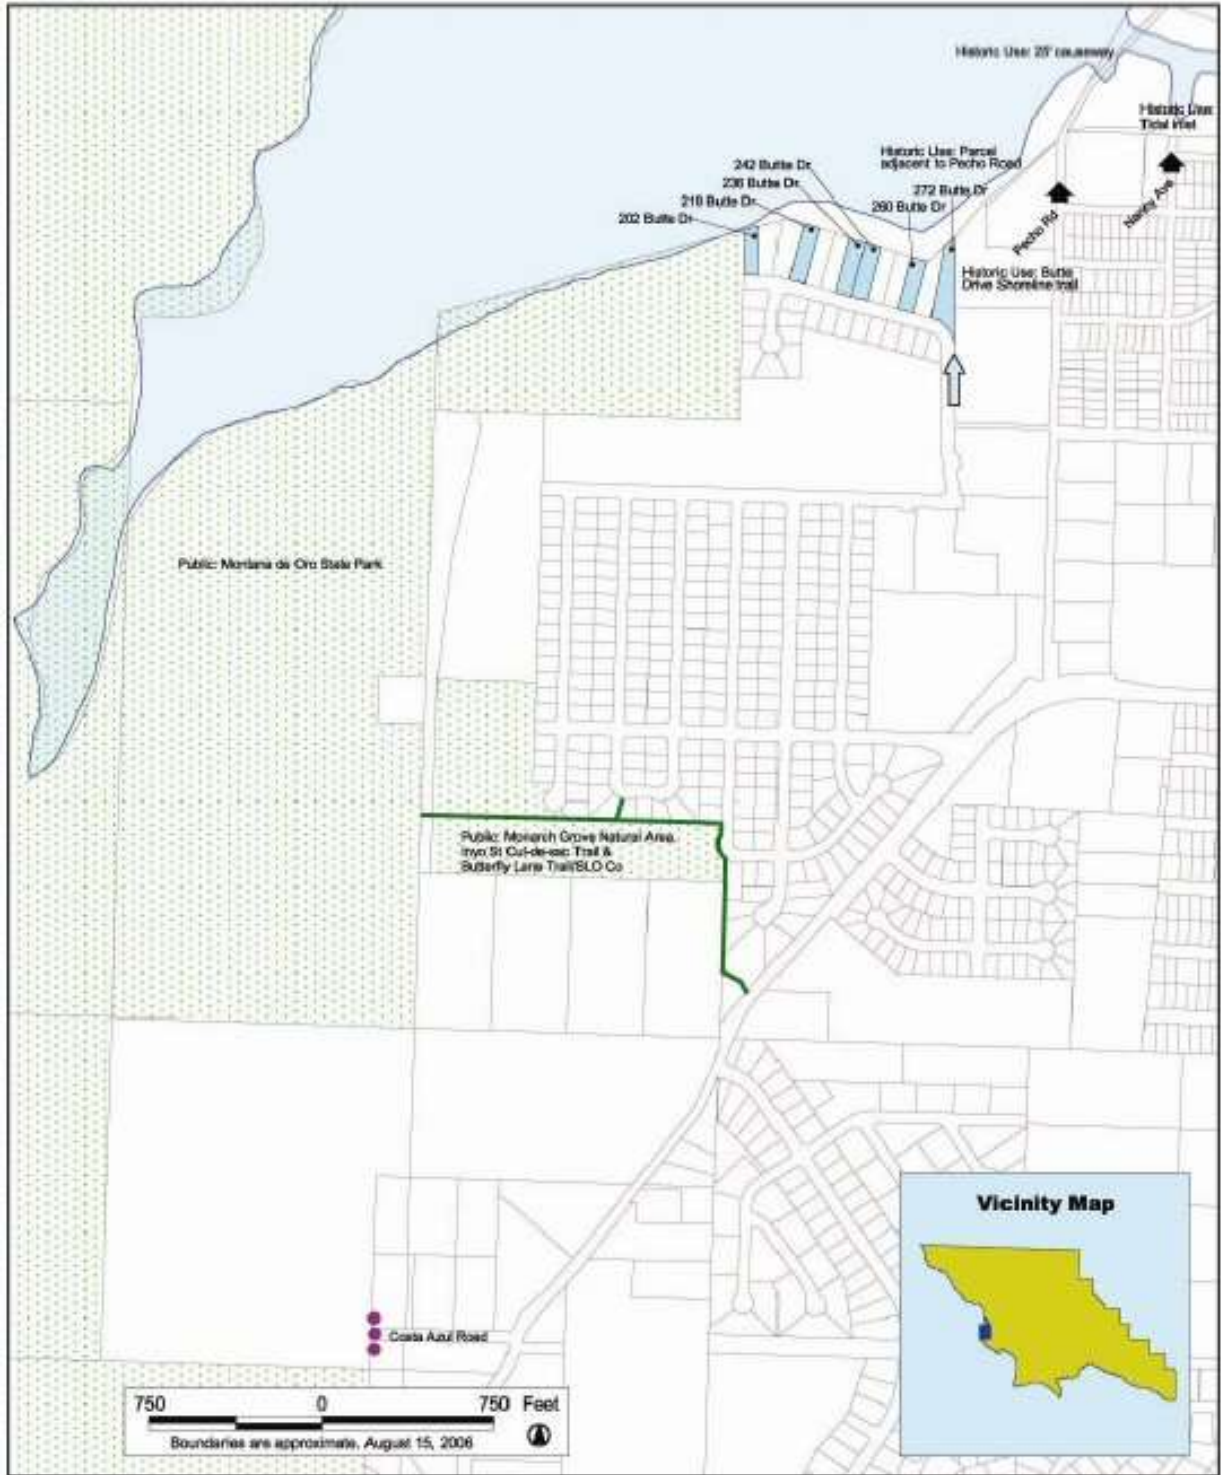 Historic Use: 25' causeway
Historic Use:
Tidal inlet
Historic Use: Parcel
adjacent to Pecho Road
242 Butte Dr
236 Butte Dr
218 Butte Dr
202 Butte Dr
272 Butte Dr
260 Butte Dr
Pecho Rd
Historic Use: Butte
Drive Shoreline trail
Public: Montana de Oro State Park
Public: Monarch Grove Natural Area,
Inyo St Cul-de-sac Trail &
Butterfly Lane Trail/SLO Co
Vicinity Map
Costa Azul Road
750 0 750 Feet
Boundaries are approximate, August 15, 2006